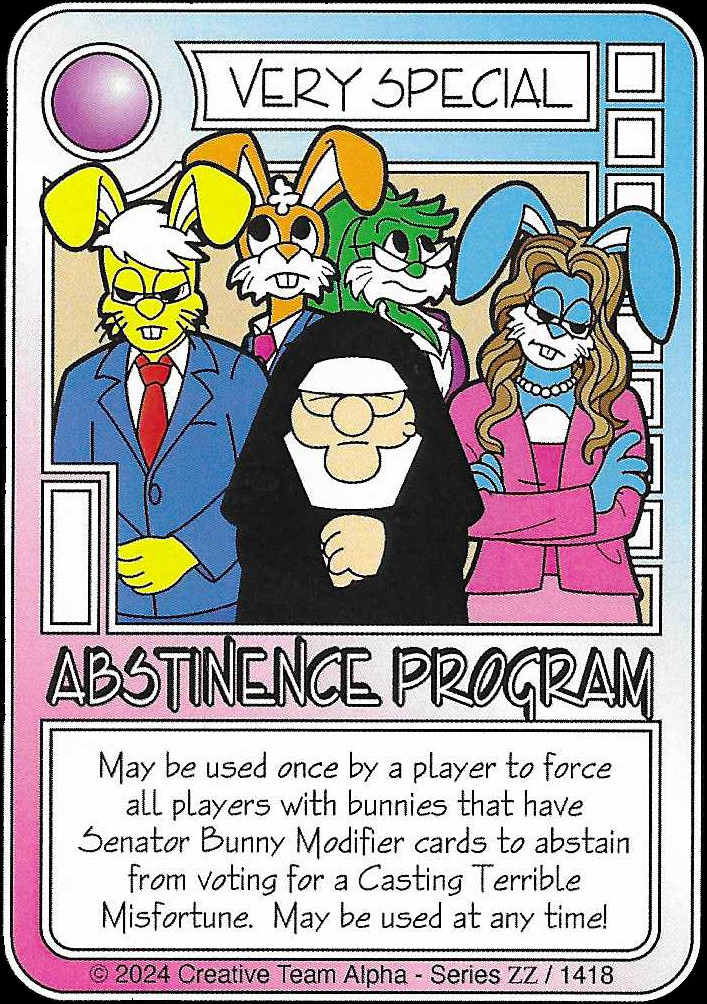 VERY SPECIAL
ABSTINENCE PROGRAM
May be used once by a player to force
all players with bunnies that have
Senator Bunny Modifier cards to abstain
from voting for a Casting Terrible
Misfortune. May be used at any time!
© 2024 Creative Team Alpha - Series ZZ / 1418